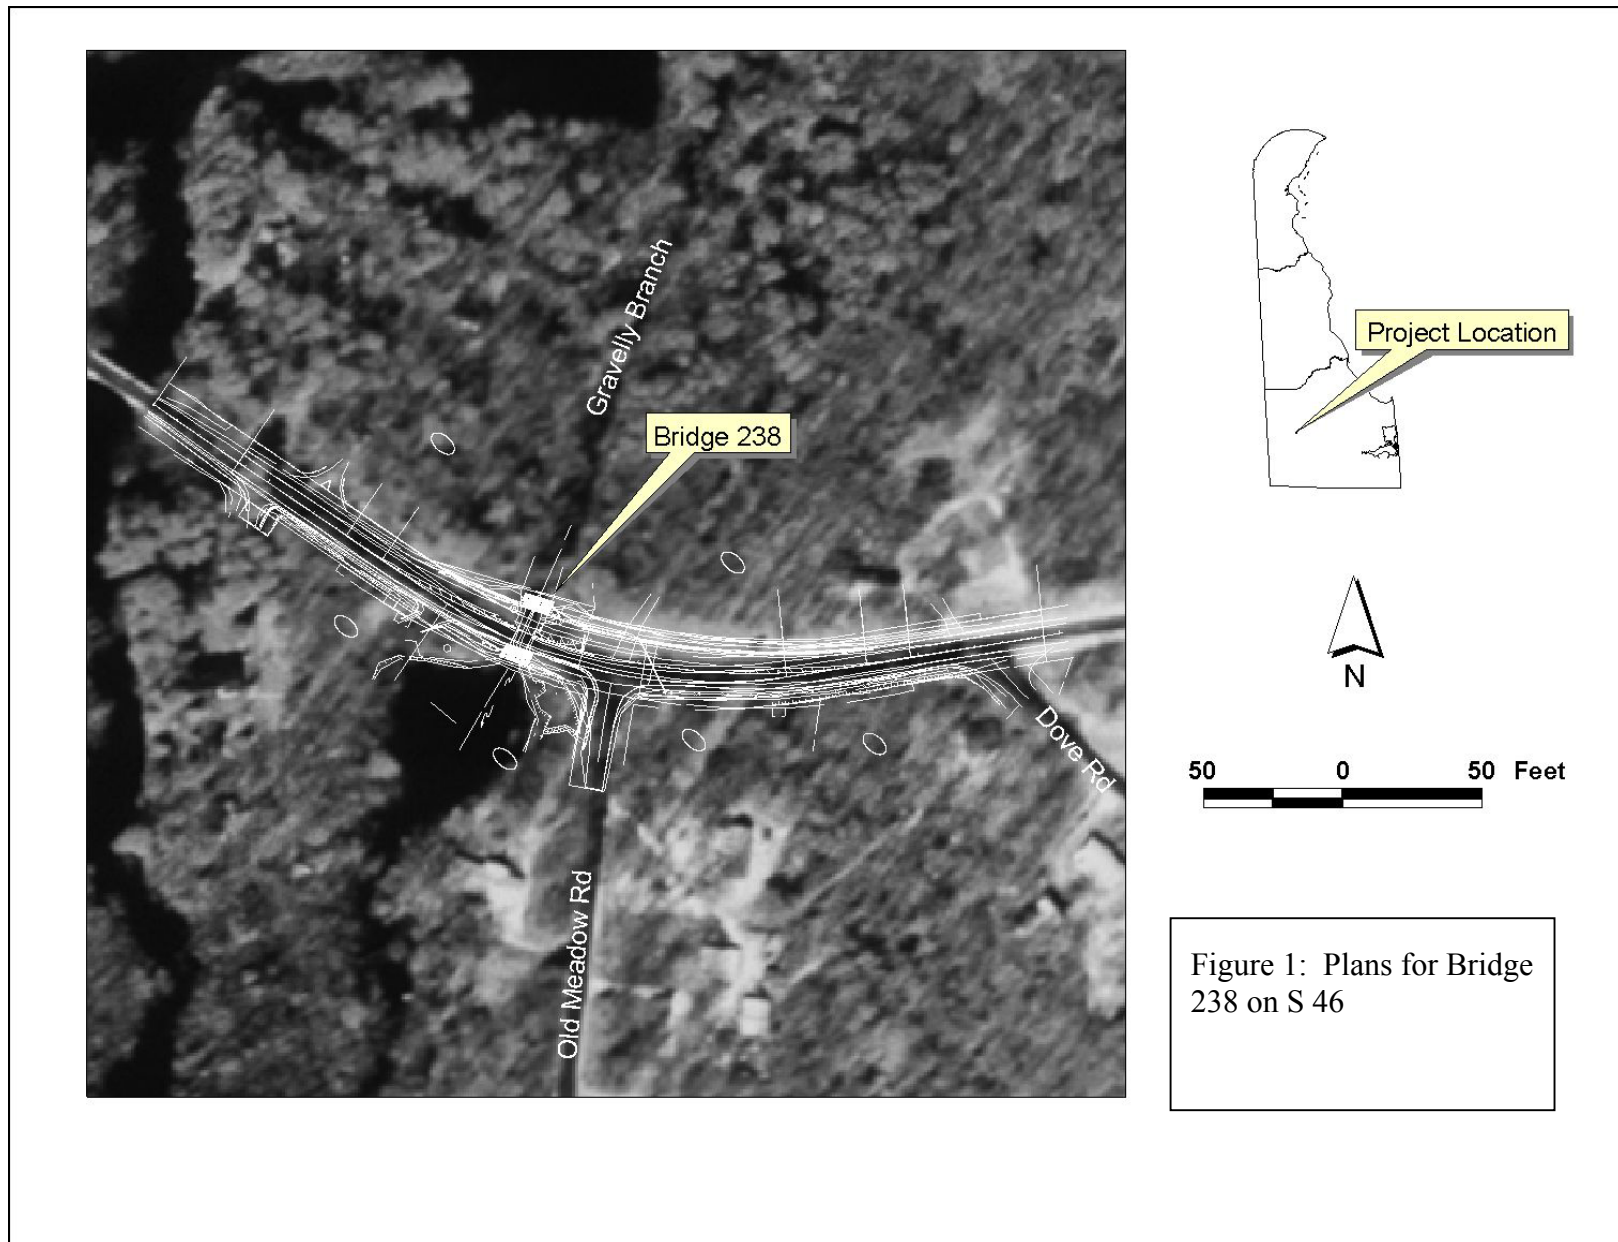 Gravelly Branch
Bridge 238
Old Meadow Rd
Dove Rd
Project Location
N
50 0 50 Feet
Figure 1: Plans for Bridge
238 on S 46